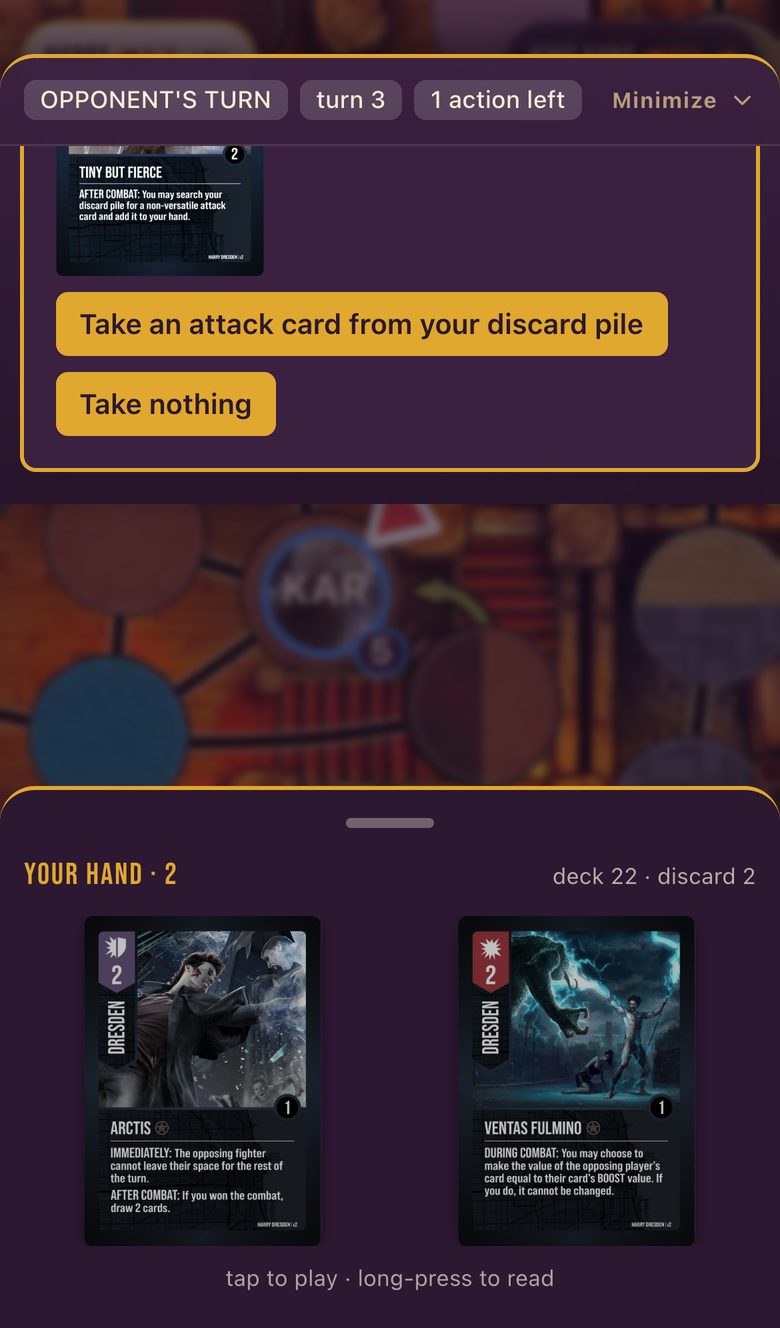 OPPONENT'S TURN
turn 3
1 action left
Minimize
2
TINY BUT FIERCE
AFTER COMBAT: You may search your
discard pile for a non-versatile attack
card and add it to your hand.
HARRY DRESDEN | x2
Take an attack card from your discard pile
Take nothing
KAR
5
YOUR HAND · 2
deck 22 · discard 2
2
DRESDEN
1
ARCTIS
IMMEDIATELY: The opposing fighter
cannot leave their space for the rest of
the turn.
AFTER COMBAT: If you won the combat,
draw 2 cards.
HARRY DRESDEN | x2
2
DRESDEN
1
VENTAS FULMINO
DURING COMBAT: You may choose to
make the value of the opposing player's
card equal to their card's BOOST value. If
you do, it cannot be changed.
HARRY DRESDEN | x2
tap to play · long-press to read